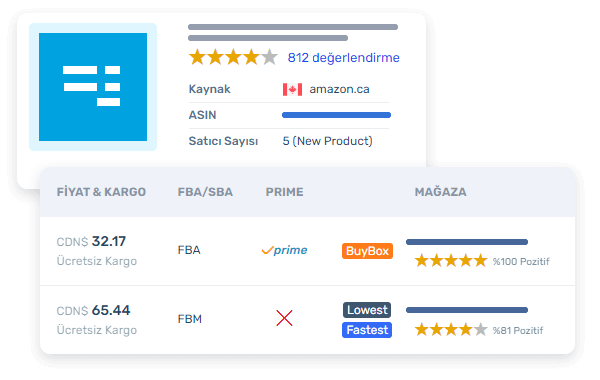 812 değerlendirme
Kaynak amazon.ca
ASIN
Satıcı Sayısı 5 (New Product)
FİYAT & KARGO FBA/SBA PRIME MAĞAZA
CDN$ 32.17 FBA prime BuyBox
Ücretsiz Kargo %100 Pozitif
CDN$ 65.44 FBM Lowest
Ücretsiz Kargo Fastest %81 Pozitif